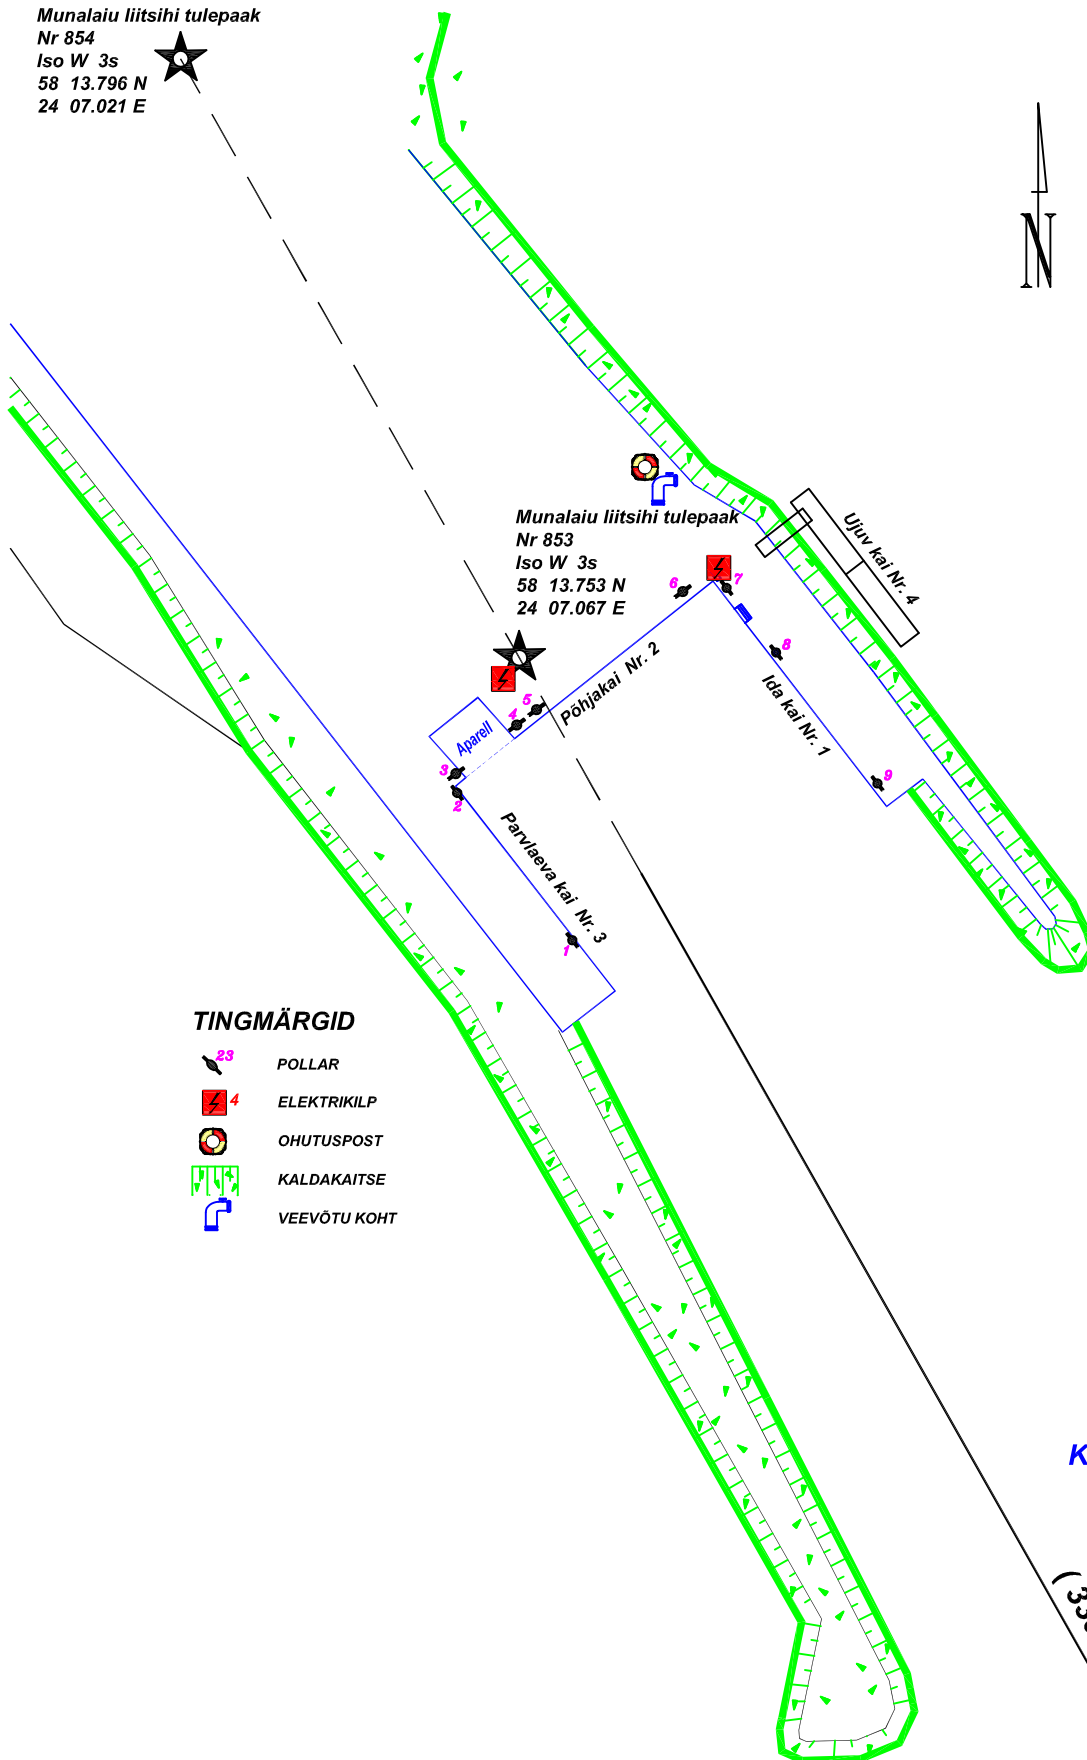 Munalaiu liitsihi tulepaak
Nr 854
Iso W 3s
58 13.796 N
24 07.021 E
N
Munalaiu liitsihi tulepaak
Nr 853
Iso W 3s
58 13.753 N
24 07.067 E
Ujuv kai Nr. 4
6
7
8
Põhjakai Nr. 2
5
4
Ida kai Nr. 1
Aparell
3
2
9
Parvlaeva kai Nr. 3
1
TINGMÄRGID
23
POLLAR
4
ELEKTRIKILP
OHUTUSPOST
KALDAKAITSE
VEEVÕTU KOHT
K